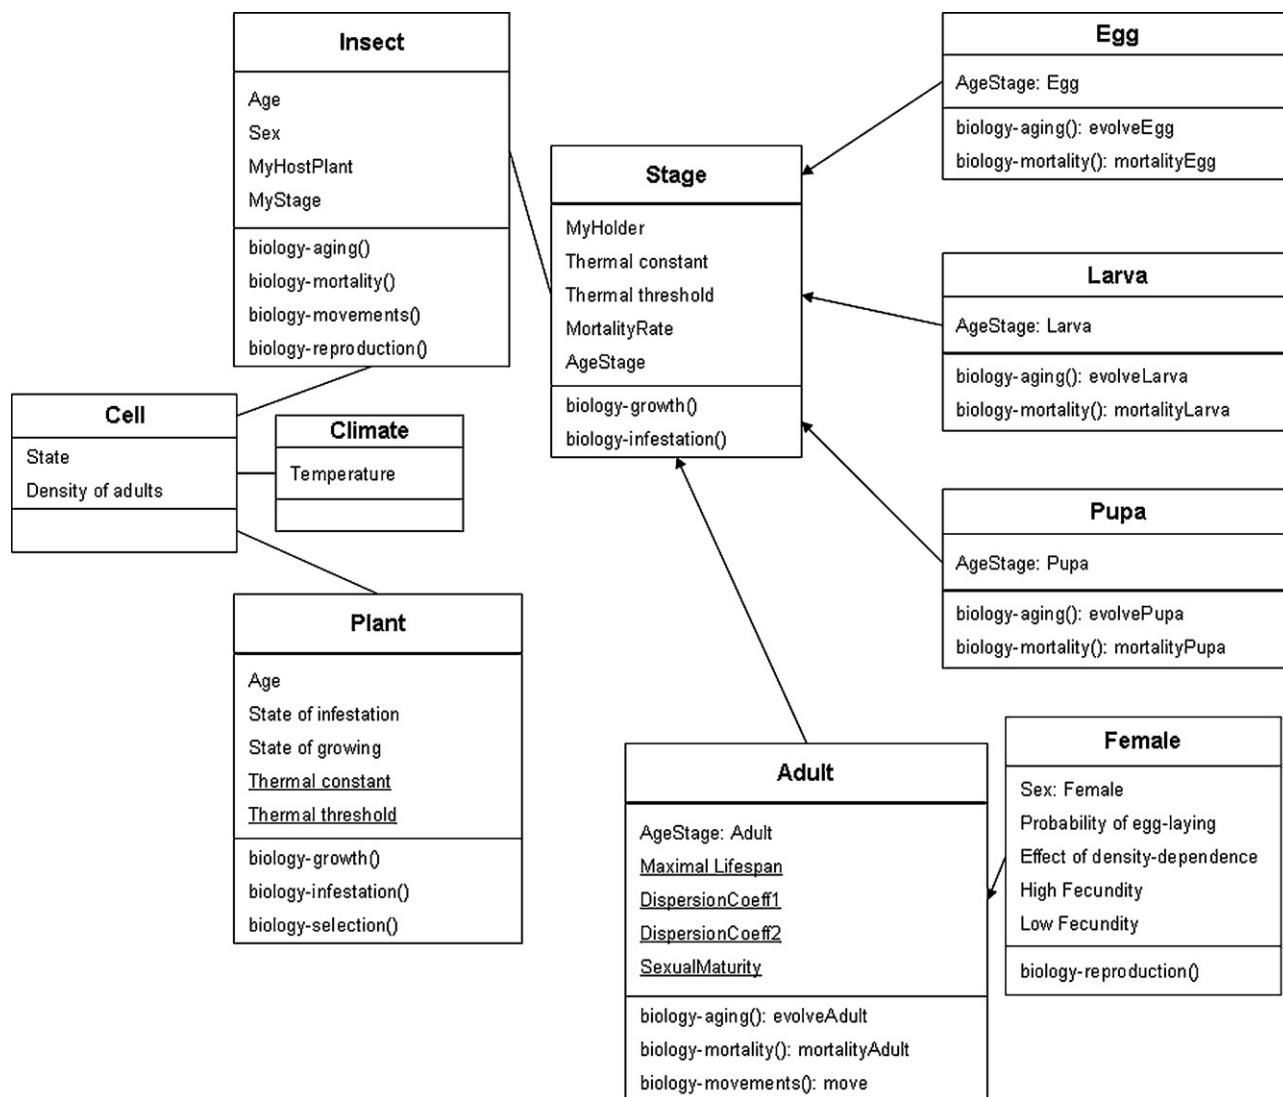 Insect
Age
Sex
MyHostPlant
MyStage
biology-aging()
biology-mortality()
biology-movements()
biology-reproduction()
Cell
State
Density of adults
Climate
Temperature
Plant
Age
State of infestation
State of growing
Thermal constant
Thermal threshold
biology-growth()
biology-infestation()
biology-selection()
Stage
MyHolder
Thermal constant
Thermal threshold
MortalityRate
AgeStage
biology-growth()
biology-infestation()
Egg
AgeStage: Egg
biology-aging(): evolveEgg
biology-mortality(): mortalityEgg
Larva
AgeStage: Larva
biology-aging(): evolveLarva
biology-mortality(): mortalityLarva
Pupa
AgeStage: Pupa
biology-aging(): evolvePupa
biology-mortality(): mortalityPupa
Adult
AgeStage: Adult
Maximal Lifespan
DispersionCoeff1
DispersionCoeff2
SexualMaturity
biology-aging(): evolveAdult
biology-mortality(): mortalityAdult
biology-movements(): move
Female
Sex: Female
Probability of egg-laying
Effect of density-dependence
High Fecundity
Low Fecundity
biology-reproduction()